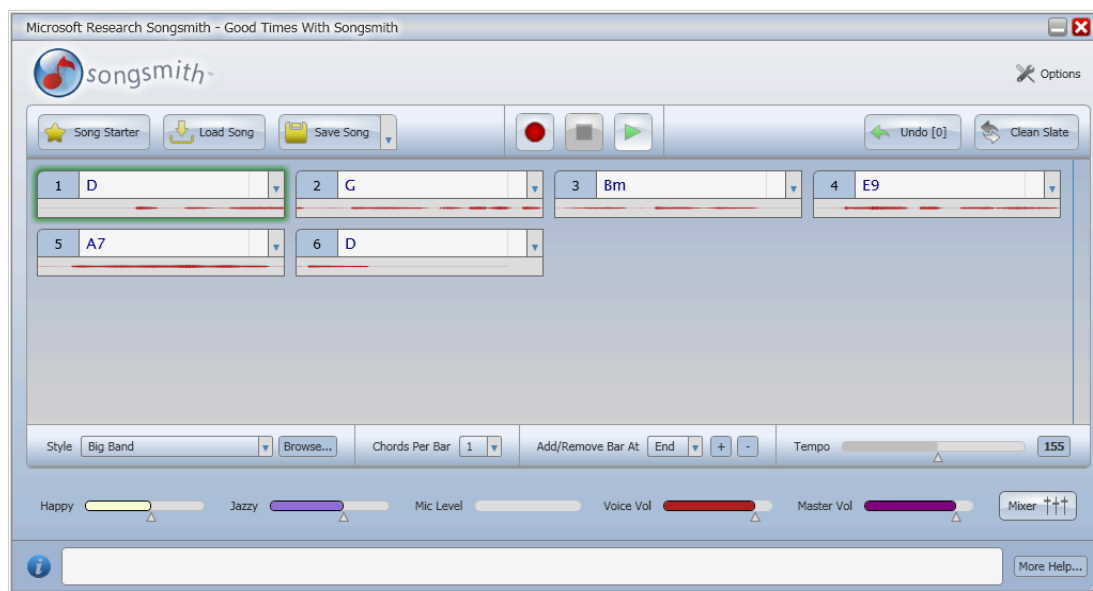 Microsoft Research Songsmith - Good Times With Songsmith
songsmith™
Options
Song Starter Load Song Save Song Undo [0] Clean Slate
1 D 2 G 3 Bm 4 E9
5 A7 6 D
Style Big Band Browse... Chords Per Bar 1 Add/Remove Bar At End + - Tempo 155
Happy Jazzy Mic Level Voice Vol Master Vol Mixer
i More Help...